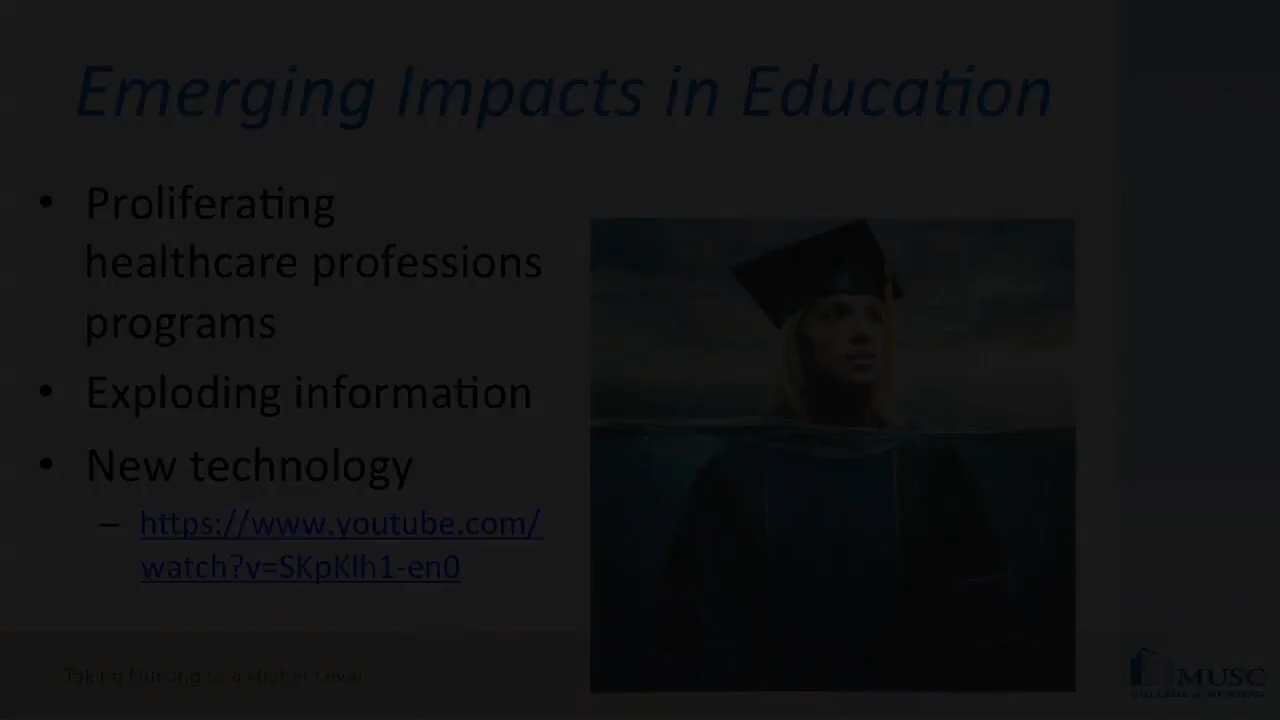 Emerging Impacts in Education
• Proliferating
healthcare professions
programs
• Exploding information
• New technology
– https://www.youtube.com/
watch?v=SKpKlh1-en0
Taking Nursing to a Higher Level
MUSC
COLLEGE of NURSING